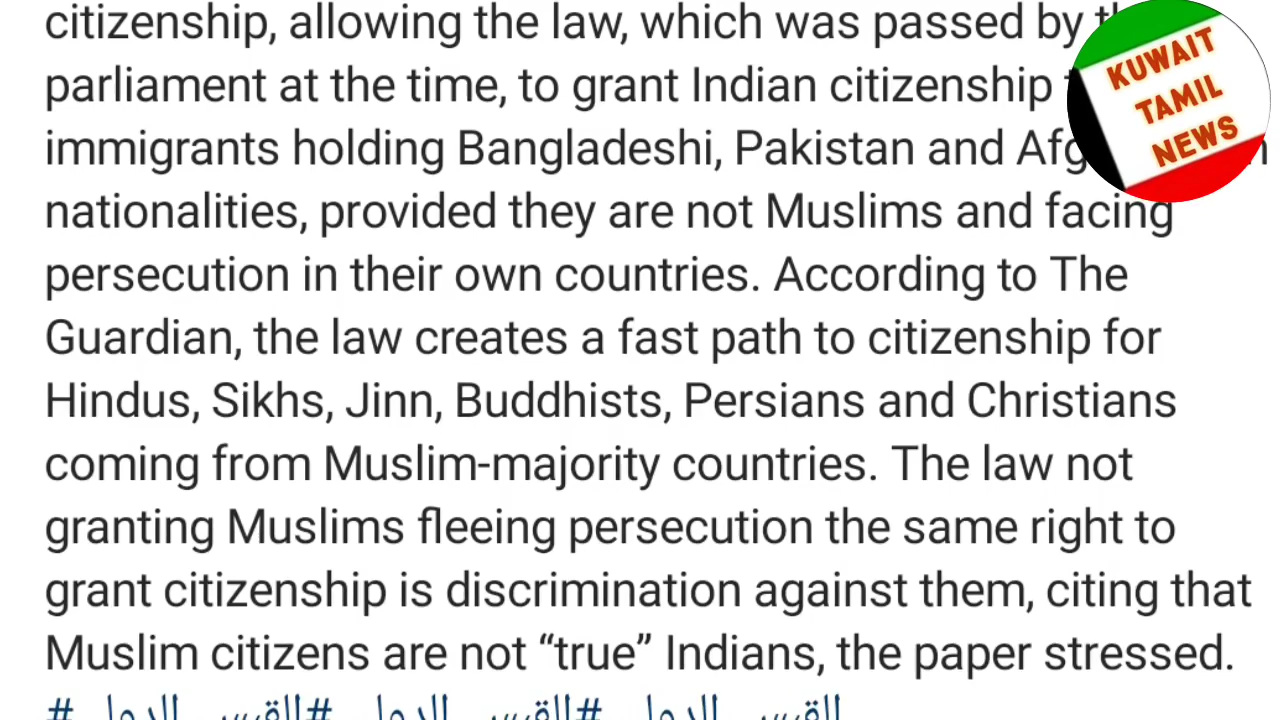 citizenship, allowing the law, which was passed by
parliament at the time, to grant Indian citizenship
immigrants holding Bangladeshi, Pakistan and
nationalities, provided they are not Muslims and facing
persecution in their own countries. According to The
Guardian, the law creates a fast path to citizenship for
Hindus, Sikhs, Jinn, Buddhists, Persians and Christians
coming from Muslim-majority countries. The law not
granting Muslims fleeing persecution the same right to
grant citizenship is discrimination against them, citing that
Muslim citizens are not “true” Indians, the paper stressed.
KUWAIT
TAMIL
NEWS